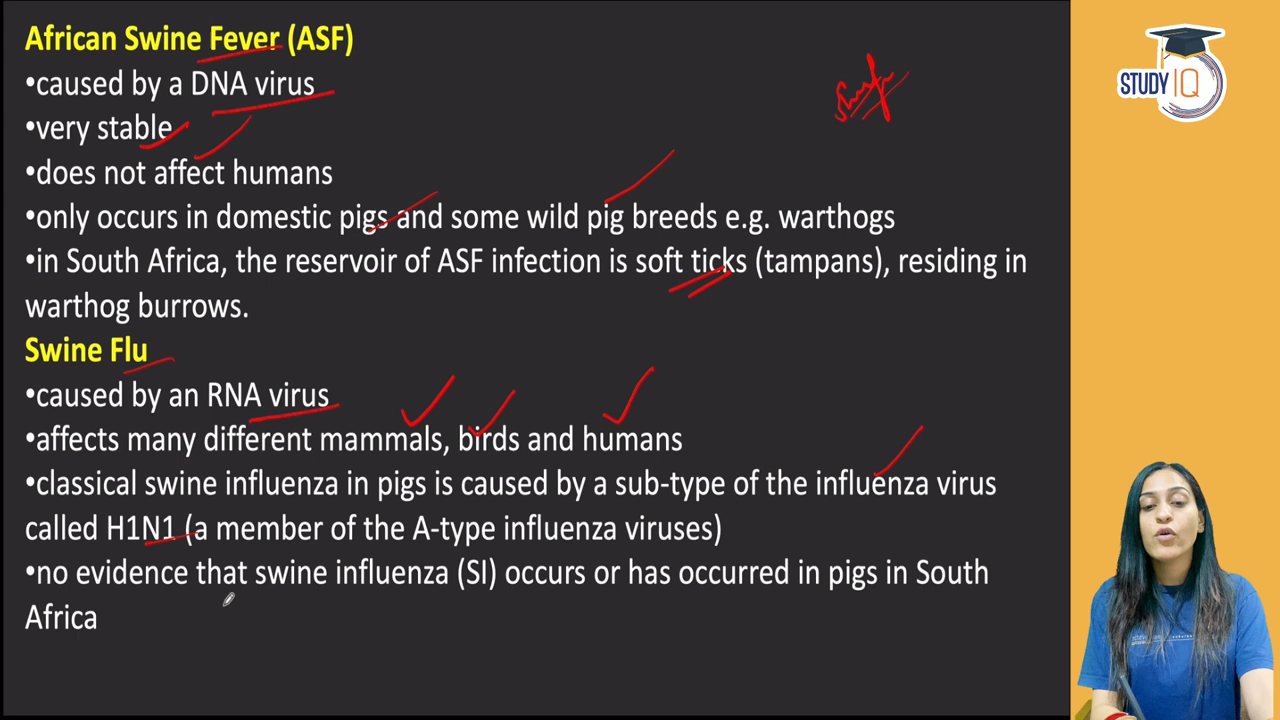 African Swine Fever (ASF)
•caused by a DNA virus
•very stable
•does not affect humans
•only occurs in domestic pigs and some wild pig breeds e.g. warthogs
•in South Africa, the reservoir of ASF infection is soft ticks (tampans), residing in
warthog burrows.
Swine Flu
•caused by an RNA virus
•affects many different mammals, birds and humans
•classical swine influenza in pigs is caused by a sub-type of the influenza virus
called H1N1 (a member of the A-type influenza viruses)
•no evidence that swine influenza (SI) occurs or has occurred in pigs in South
Africa
STUDY IQ